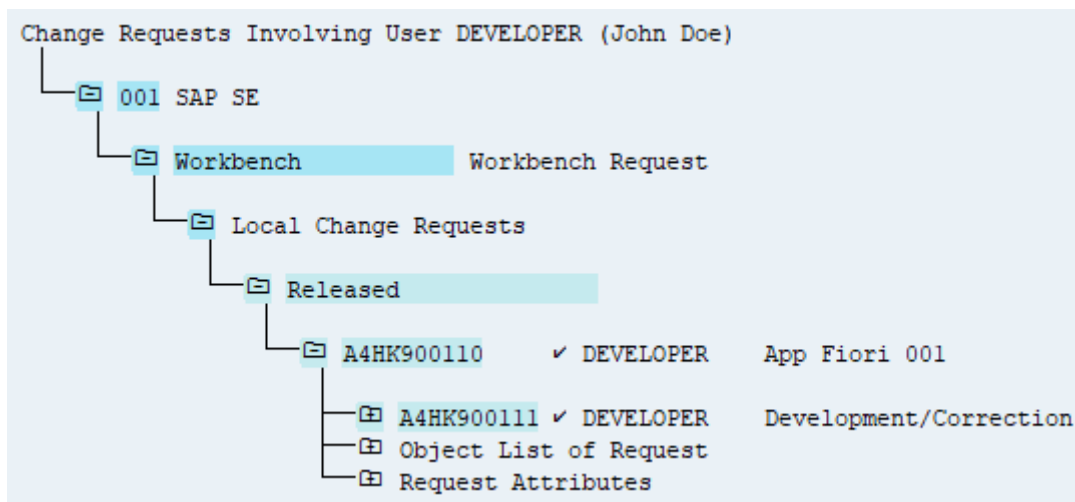 Change Requests Involving User DEVELOPER (John Doe)
001 SAP SE
Workbench Workbench Request
Local Change Requests
Released
A4HK900110 ✔ DEVELOPER App Fiori 001
A4HK900111 ✔ DEVELOPER Development/Correction
Object List of Request
Request Attributes